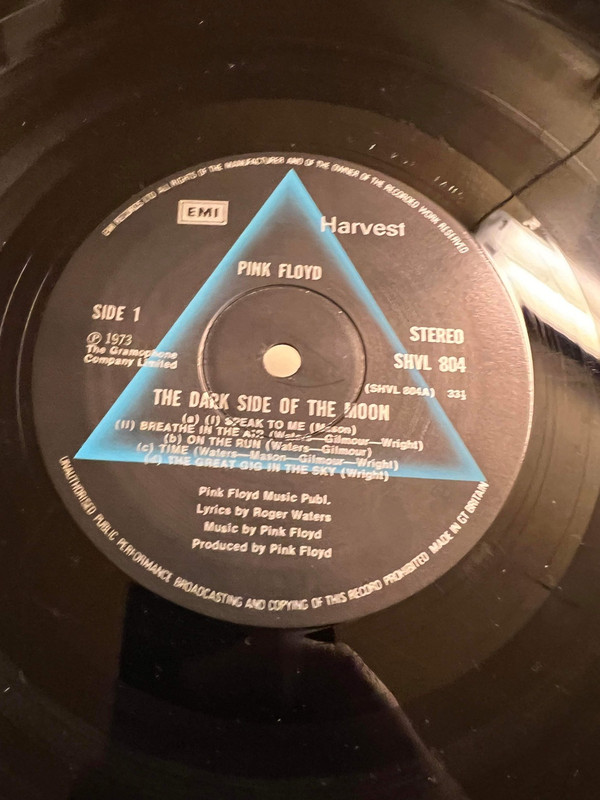 EMI RECORDS LTD ALL RIGHTS OF THE MANUFACTURER AND OF THE OWNER OF THE RECORDED WORK RESERVED
EMI
Harvest
PINK FLOYD
SIDE 1
STEREO
℗ 1973
The Gramophone
Company Limited
SHVL 804
(SHVL 804A) 33⅓
THE DARK SIDE OF THE MOON
(a) (i) SPEAK TO ME (Mason)
(ii) BREATHE IN THE AIR (Waters—Gilmour—Wright)
(b) ON THE RUN (Waters—Gilmour)
(c) TIME (Waters—Mason—Gilmour—Wright)
(d) THE GREAT GIG IN THE SKY (Wright)
Pink Floyd Music Publ.
Lyrics by Roger Waters
Music by Pink Floyd
Produced by Pink Floyd
UNAUTHORISED PUBLIC PERFORMANCE BROADCASTING AND COPYING OF THIS RECORD PROHIBITED MADE IN GT BRITAIN